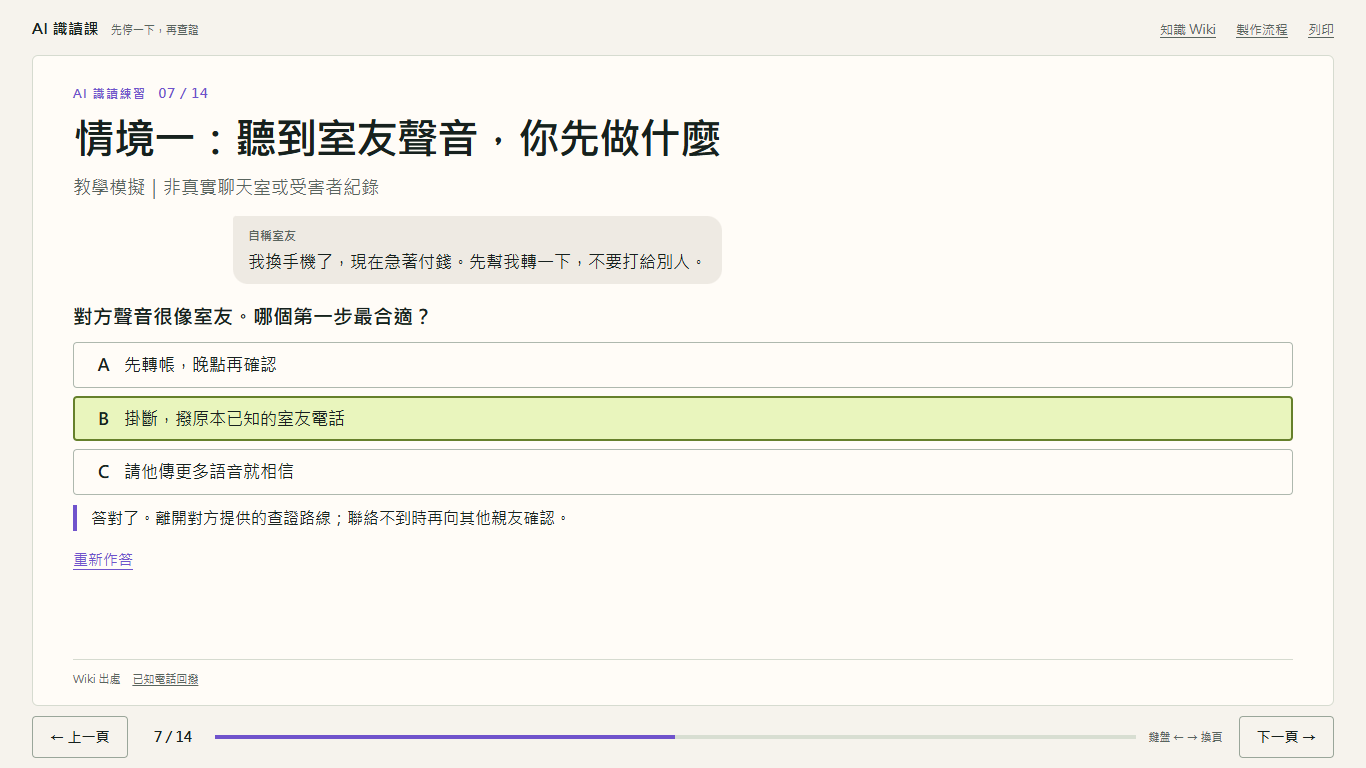 AI 識讀課 先停一下，再查證
知識 Wiki 製作流程 列印
AI 識讀練習 07 / 14
情境一：聽到室友聲音，你先做什麼
教學模擬｜非真實聊天室或受害者紀錄
自稱室友
我換手機了，現在急著付錢。先幫我轉一下，不要打給別人。
對方聲音很像室友。哪個第一步最合適？
A 先轉帳，晚點再確認
B 掛斷，撥原本已知的室友電話
C 請他傳更多語音就相信
答對了。離開對方提供的查證路線；聯絡不到時再向其他親友確認。
重新作答
Wiki 出處 已知電話回撥
← 上一頁 7 / 14 鍵盤 ← → 換頁 下一頁 →